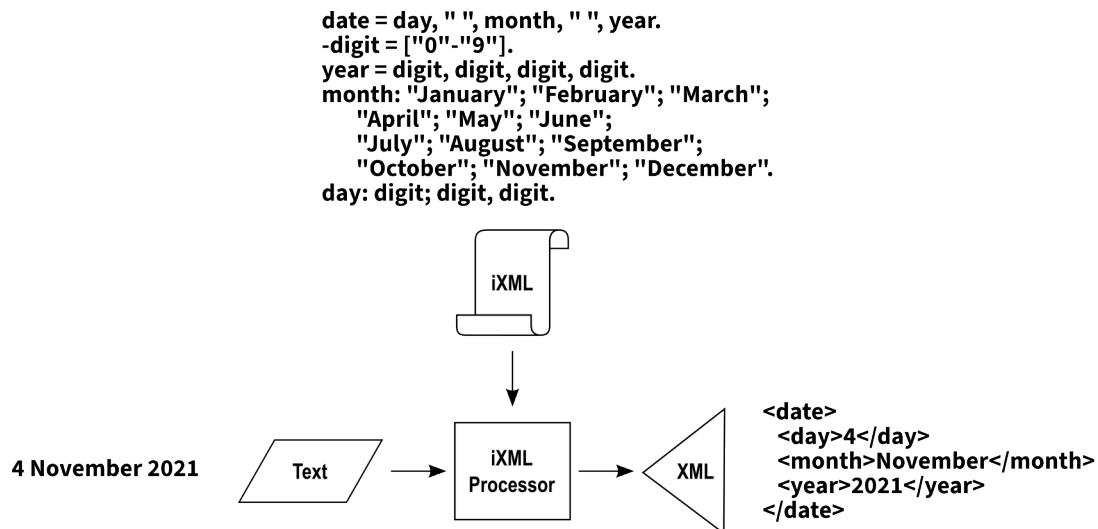 date = day, " ", month, " ", year.
-digit = ["0"-"9"].
year = digit, digit, digit, digit.
month: "January"; "February"; "March";
"April"; "May"; "June";
"July"; "August"; "September";
"October"; "November"; "December".
day: digit; digit, digit.
iXML
4 November 2021
Text
iXML
Processor
XML
<date>
<day>4</day>
<month>November</month>
<year>2021</year>
</date>